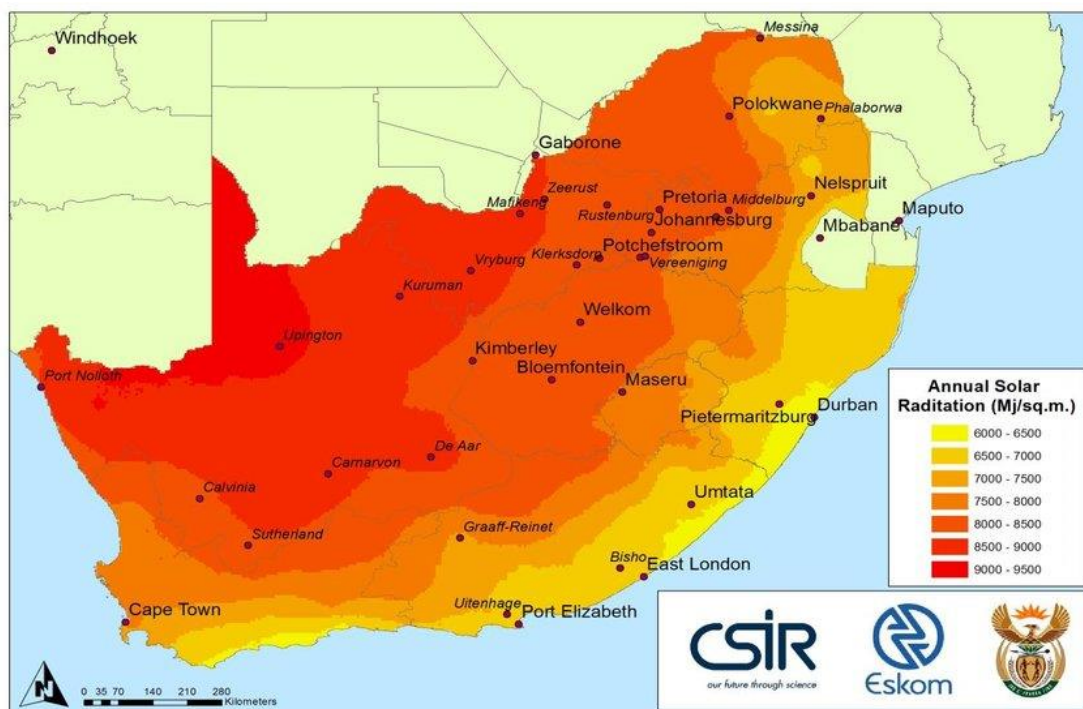 Windhoek
Messina
Polokwane
Phalaborwa
Gaborone
Zeerust
Mafikeng
Rustenburg
Pretoria
Middelburg
Nelspruit
Johannesburg
Maputo
Mbabane
Potchefstroom
Klerksdorp
Vereeniging
Vryburg
Kuruman
Welkom
Upington
Kimberley
Bloemfontein
Maseru
Port Nolloth
Pietermaritzburg
Durban
De Aar
Carnarvon
Calvinia
Umtata
Sutherland
Graaff-Reinet
Bisho
East London
Uitenhage
Port Elizabeth
Cape Town
Annual Solar
Raditation (Mj/sq.m.)
6000 - 6500
6500 - 7000
7000 - 7500
7500 - 8000
8000 - 8500
8500 - 9000
9000 - 9500
N
0 35 70 140 210 280
Kilometers
CSIR
our future through science
Eskom